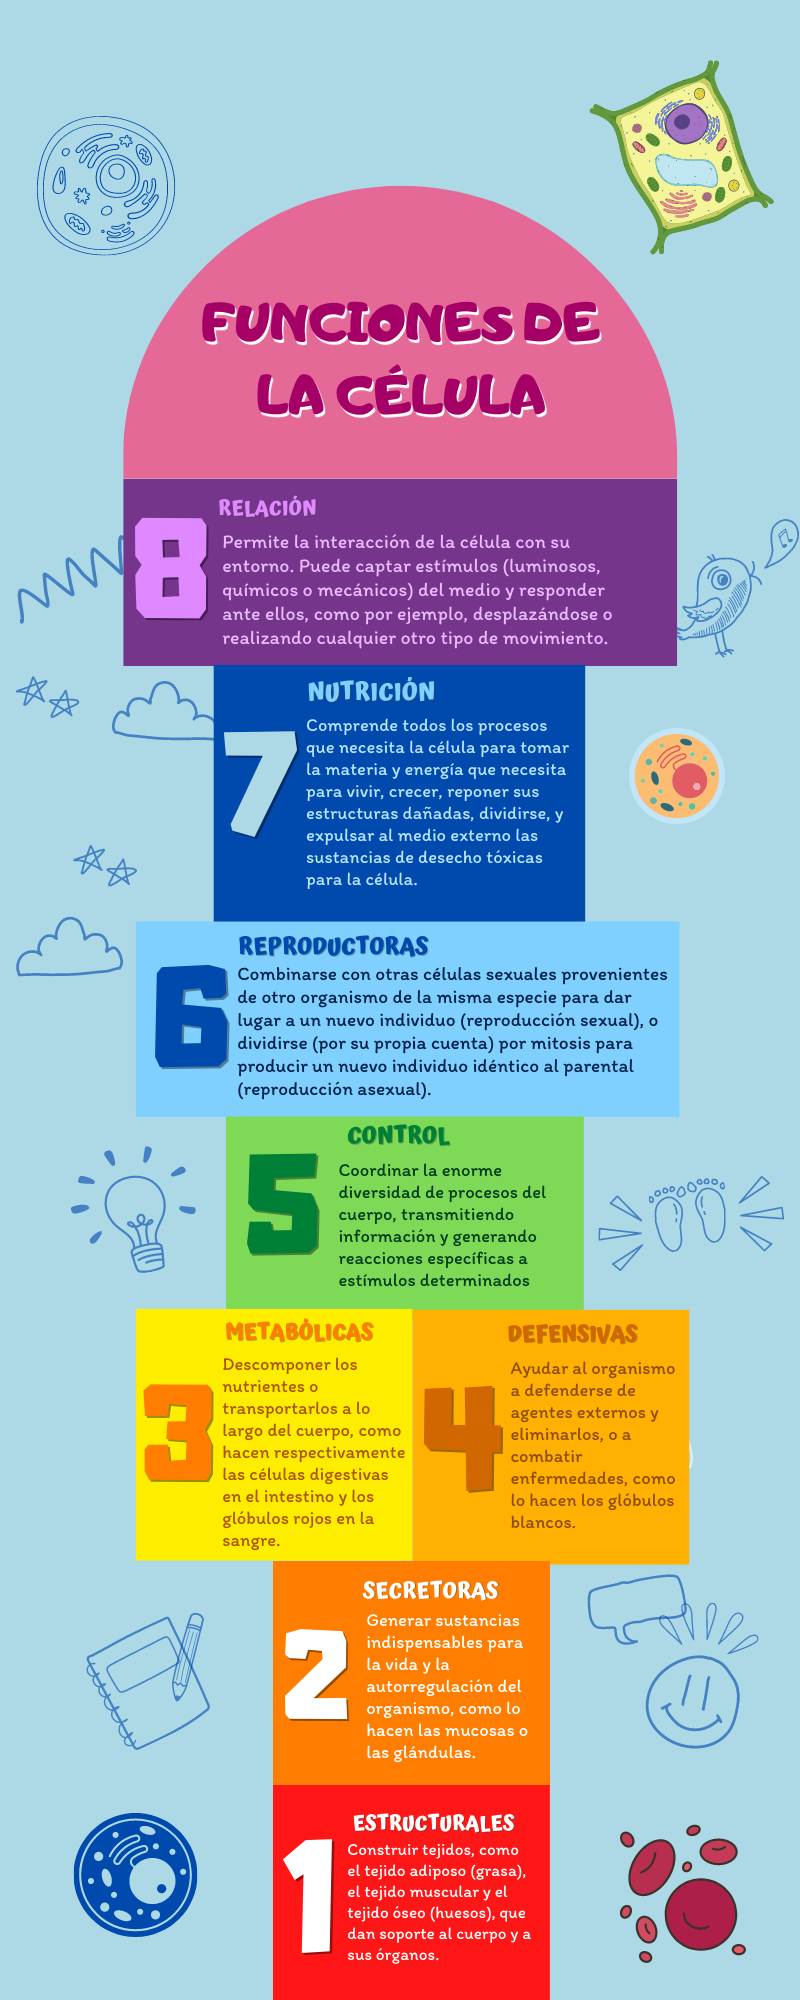 FUNCIONES DE
LA CÉLULA
RELACIÓN
8
Permite la interacción de la célula con su
entorno. Puede captar estímulos (luminosos,
químicos o mecánicos) del medio y responder
ante ellos, como por ejemplo, desplazándose o
realizando cualquier otro tipo de movimiento.
NUTRICIÓN
7
Comprende todos los procesos
que necesita la célula para tomar
la materia y energía que necesita
para vivir, crecer, reponer sus
estructuras dañadas, dividirse, y
expulsar al medio externo las
sustancias de desecho tóxicas
para la célula.
REPRODUCTORAS
6
Combinarse con otras células sexuales provenientes
de otro organismo de la misma especie para dar
lugar a un nuevo individuo (reproducción sexual), o
dividirse (por su propia cuenta) por mitosis para
producir un nuevo individuo idéntico al parental
(reproducción asexual).
CONTROL
5
Coordinar la enorme
diversidad de procesos del
cuerpo, transmitiendo
información y generando
reacciones específicas a
estímulos determinados
METABÓLICAS
3
Descomponer los
nutrientes o
transportarlos a lo
largo del cuerpo, como
hacen respectivamente
las células digestivas
en el intestino y los
glóbulos rojos en la
sangre.
DEFENSIVAS
4
Ayudar al organismo
a defenderse de
agentes externos y
eliminarlos, o a
combatir
enfermedades, como
lo hacen los glóbulos
blancos.
SECRETORAS
2
Generar sustancias
indispensables para
la vida y la
autorregulación del
organismo, como lo
hacen las mucosas o
las glándulas.
ESTRUCTURALES
1
Construir tejidos, como
el tejido adiposo (grasa),
el tejido muscular y el
tejido óseo (huesos), que
dan soporte al cuerpo y a
sus órganos.